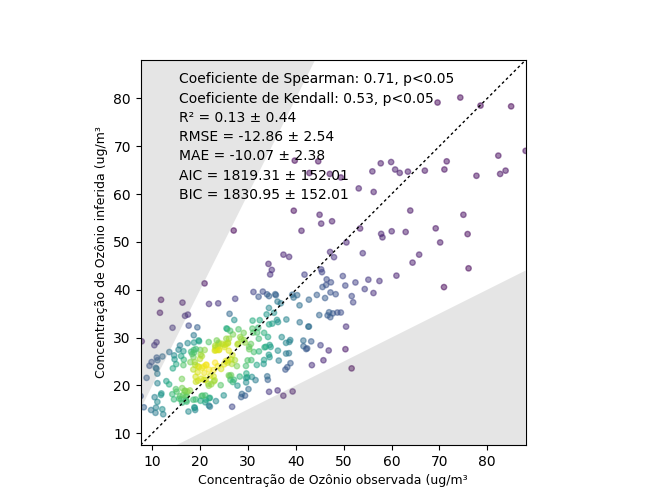 Coeficiente de Spearman: 0.71, p<0.05
Coeficiente de Kendall: 0.53, p<0.05
R² = 0.13 ± 0.44
RMSE = -12.86 ± 2.54
MAE = -10.07 ± 2.38
AIC = 1819.31 ± 152.01
BIC = 1830.95 ± 152.01
Concentração de Ozônio inferida (ug/m³
80
70
60
50
40
30
20
10
10 20 30 40 50 60 70 80
Concentração de Ozônio observada (ug/m³